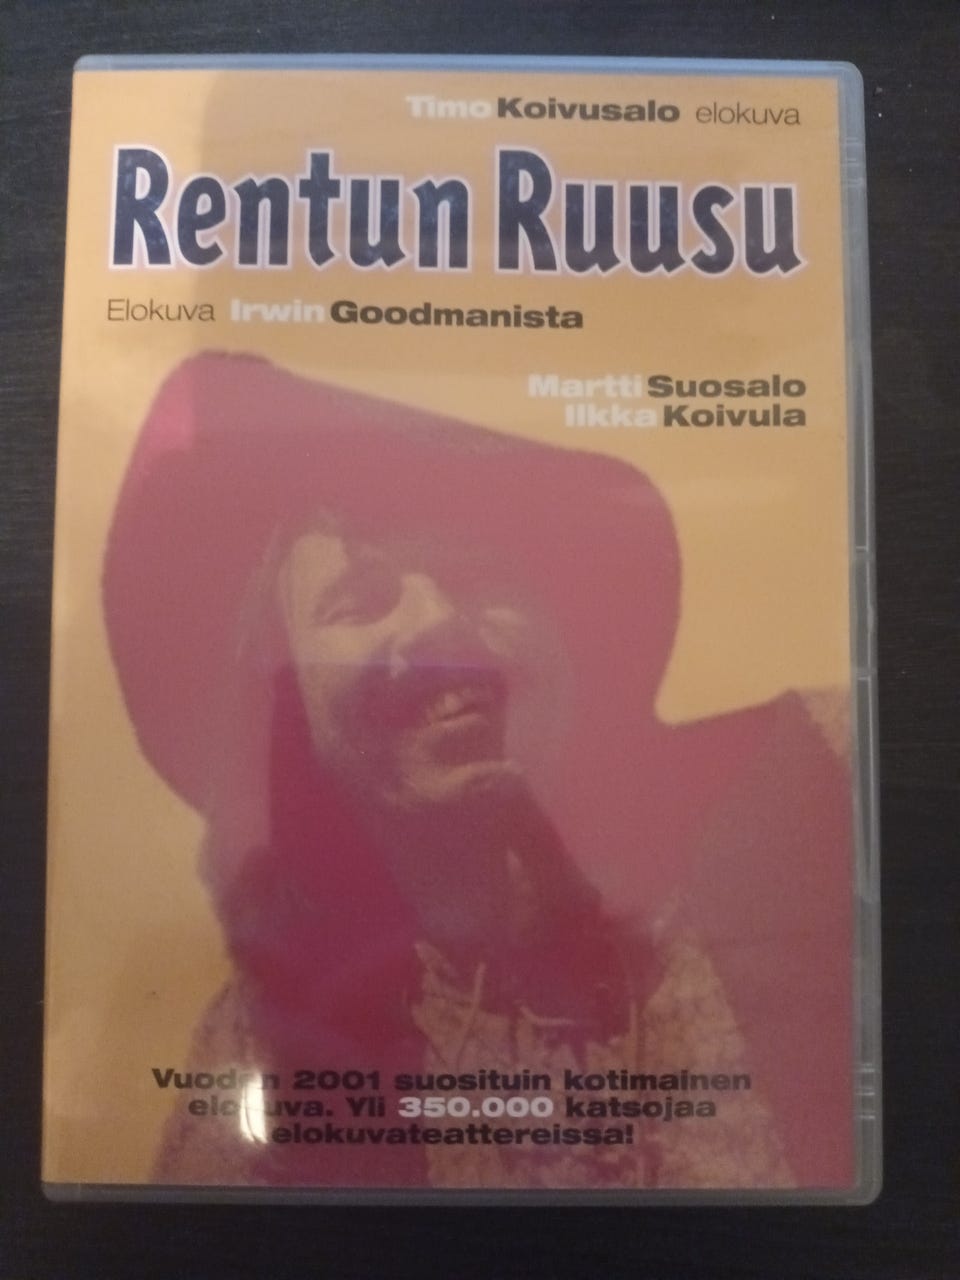 Timo Koivusalo elokuva
Rentun Ruusu
Elokuva Irwin Goodmanista
Martti Suosalo
Ilkka Koivula
Vuoden 2001 suosituin kotimainen
elokuva. Yli 350.000 katsojaa
elokuvateattereissa!